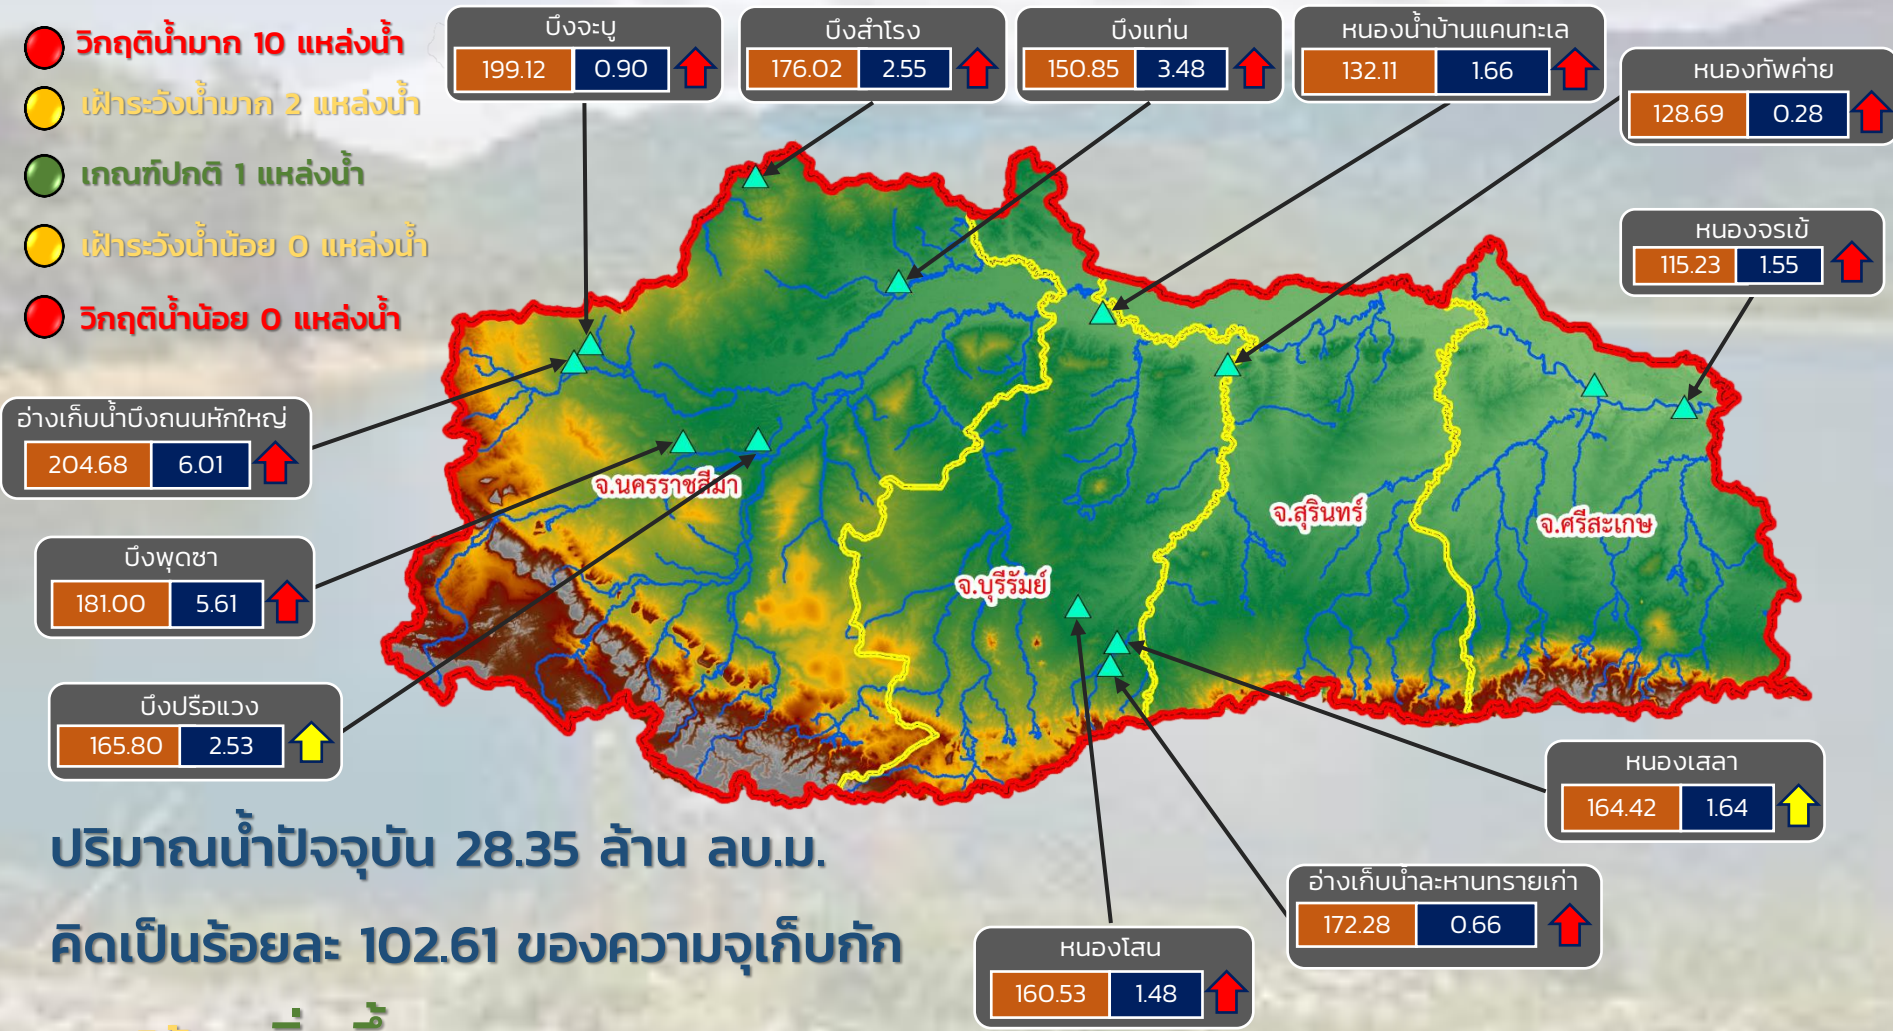 วิกฤติน้ำมาก 10 แหล่งน้ำ
เฝ้าระวังน้ำมาก 2 แหล่งน้ำ
เกณฑ์ปกติ 1 แหล่งน้ำ
เฝ้าระวังน้ำน้อย 0 แหล่งน้ำ
วิกฤติน้ำน้อย 0 แหล่งน้ำ
บึงจะบู
199.12 0.90
บึงสำโรง
176.02 2.55
บึงแท่น
150.85 3.48
หนองน้ำบ้านแคนทะเล
132.11 1.66
หนองทัพค่าย
128.69 0.28
หนองจรเข้
115.23 1.55
อ่างเก็บน้ำบึงถนนหักใหญ่
204.68 6.01
บึงพุดซา
181.00 5.61
บึงปรือแวง
165.80 2.53
จ.นครราชสีมา
จ.บุรีรัมย์
จ.สุรินทร์
จ.ศรีสะเกษ
หนองเสลา
164.42 1.64
อ่างเก็บน้ำละหานทรายเก่า
172.28 0.66
หนองโสน
160.53 1.48
ปริมาณน้ำปัจจุบัน 28.35 ล้าน ลบ.ม.
คิดเป็นร้อยละ 102.61 ของความจุเก็บกัก